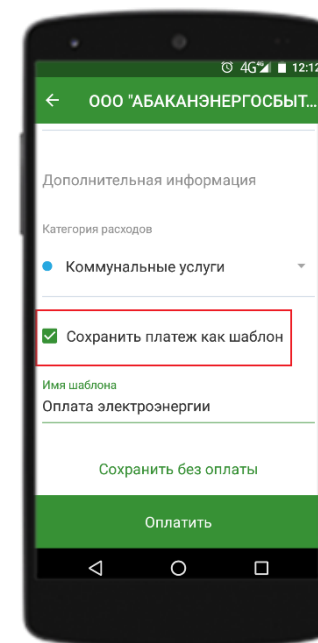 4G 12:12
ООО "АБАКАНЭНЕРГОСБЫТ...
Дополнительная информация
Категория расходов
Коммунальные услуги
Сохранить платеж как шаблон
Имя шаблона
Оплата электроэнергии
Сохранить без оплаты
Оплатить